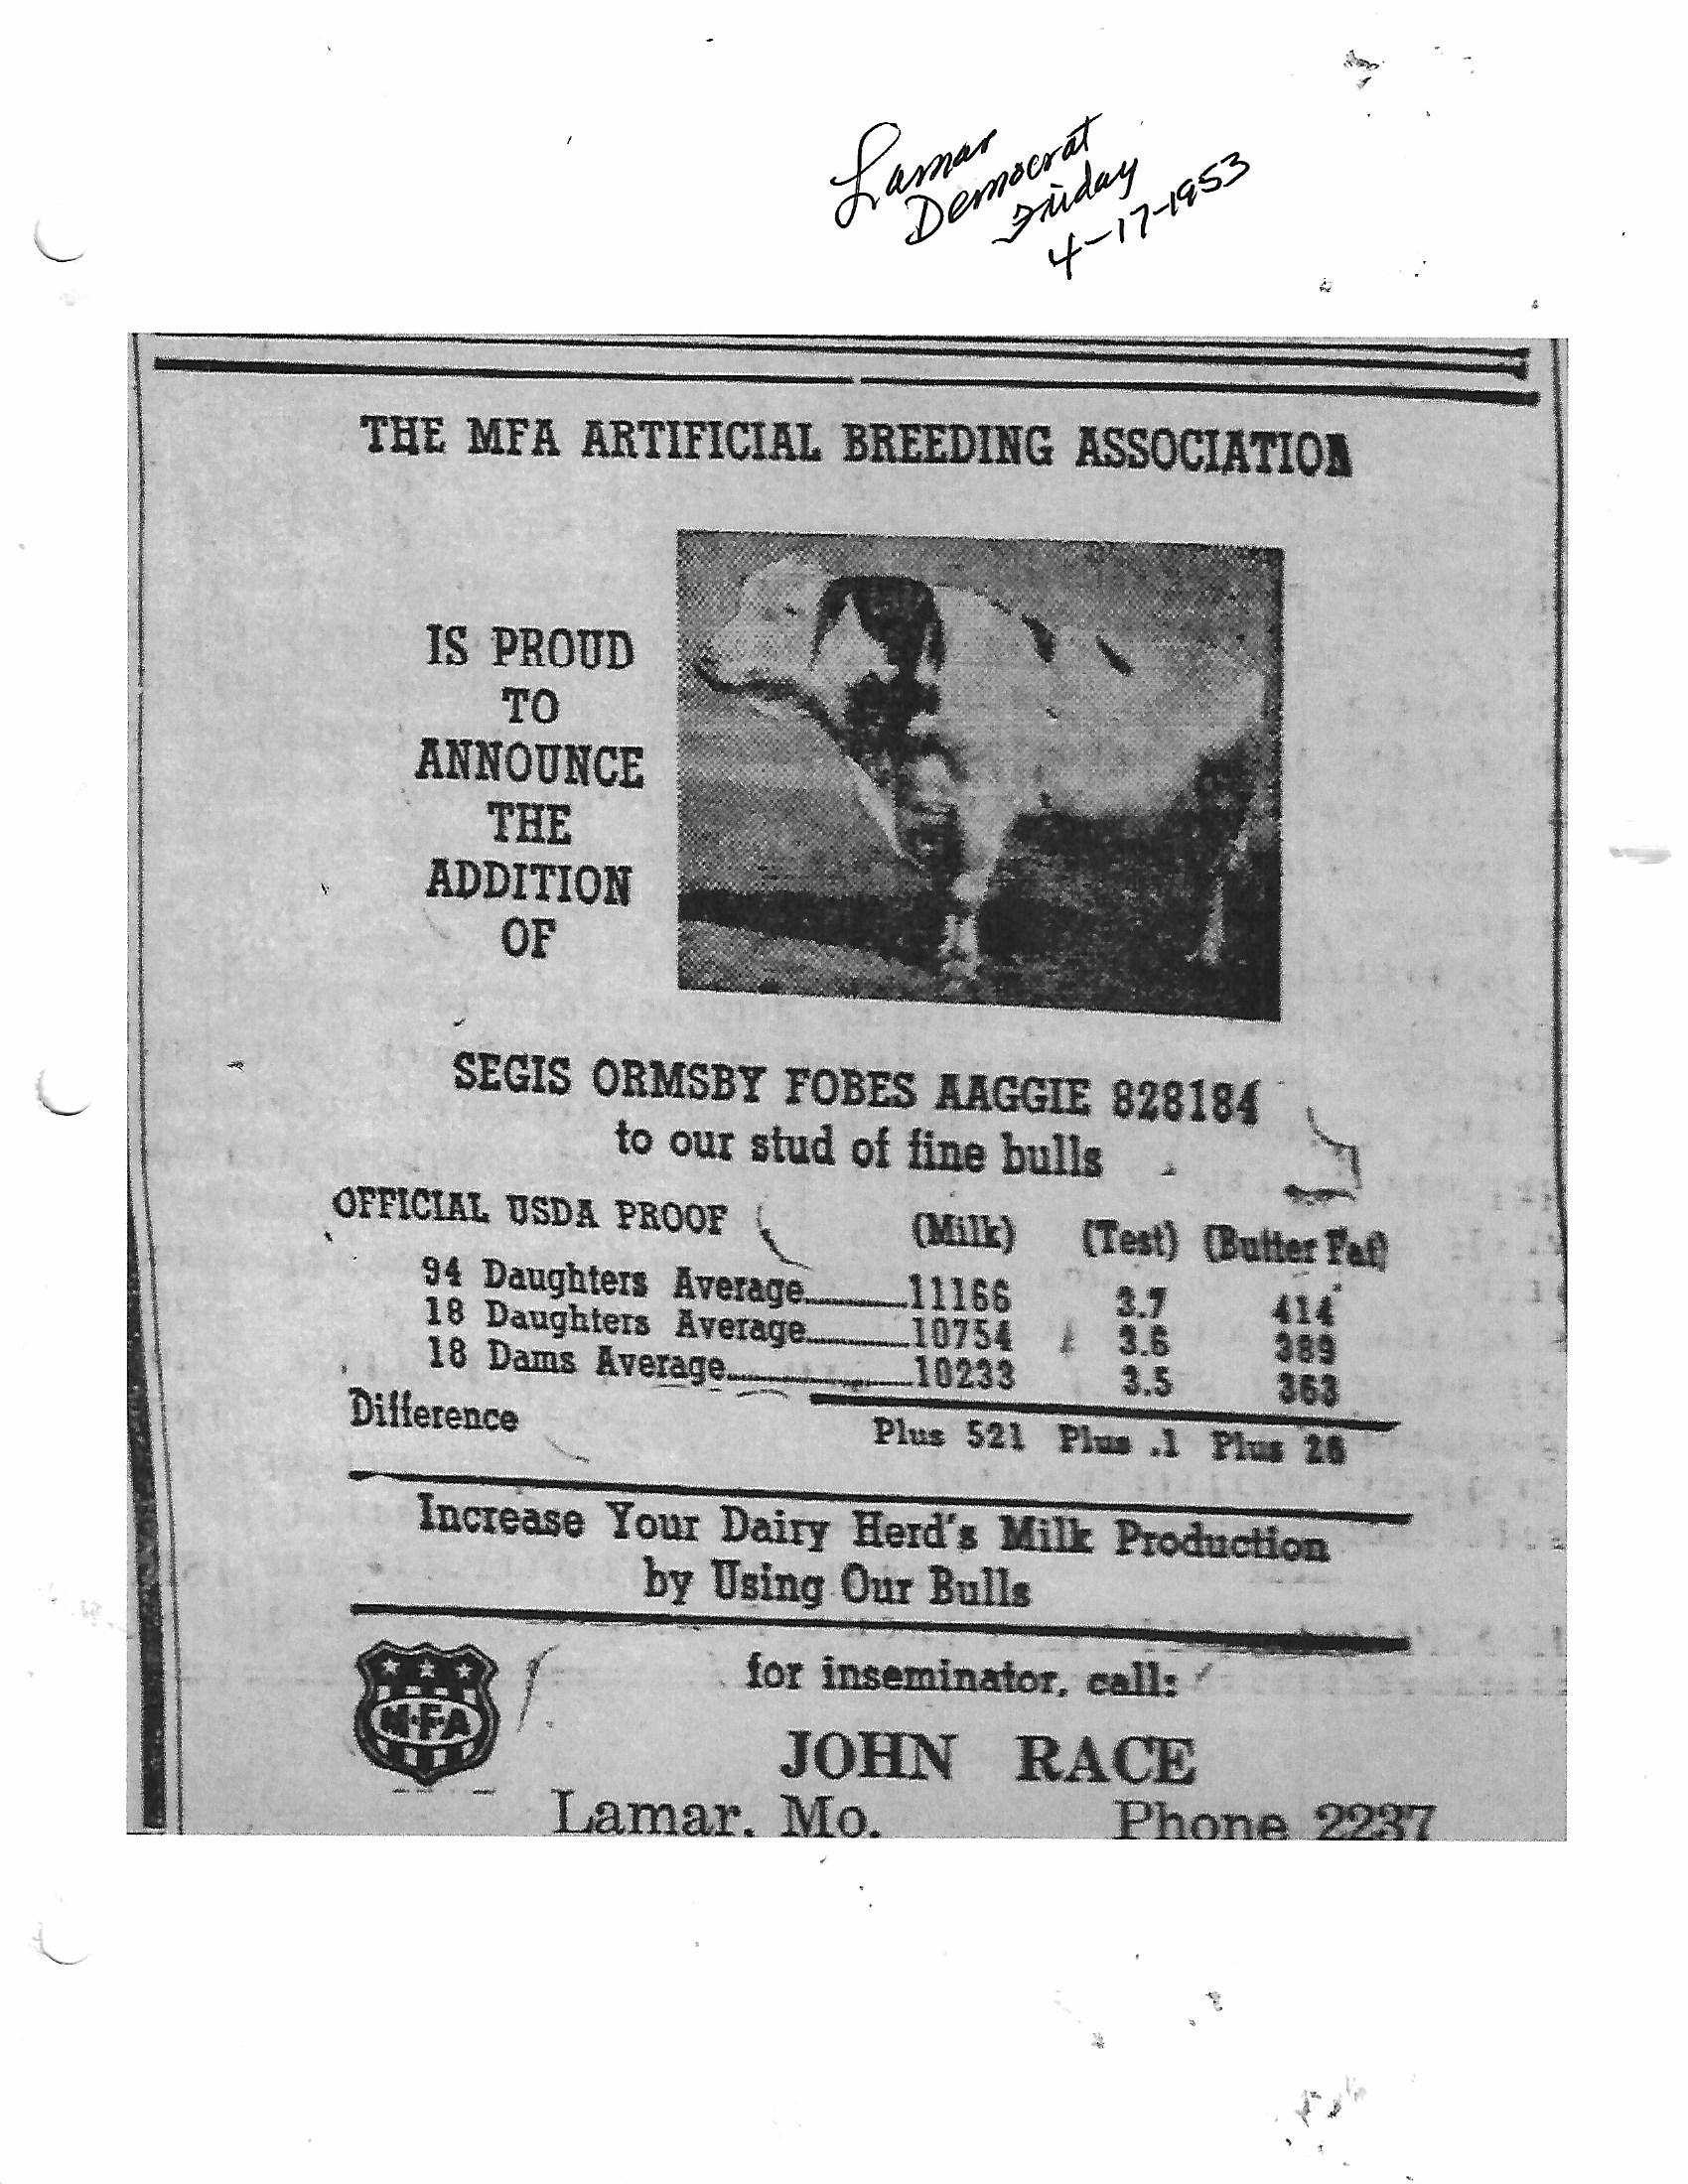 Lamar
Democrat
Friday
4-17-1953
THE MFA ARTIFICIAL BREEDING ASSOCIATION
IS PROUD
TO
ANNOUNCE
THE
ADDITION
OF
SEGIS ORMSBY FOBES AAGGIE 828184
to our stud of fine bulls
OFFICIAL USDA PROOF (Milk) (Test) (Butter Fat)
94 Daughters Average 11166 3.7 414
18 Daughters Average 10754 3.6 389
18 Dams Average 10233 3.5 363
Difference Plus 521 Plus .1 Plus 26
Increase Your Dairy Herd's Milk Production
by Using Our Bulls
M·F·A
for inseminator, call:
JOHN RACE
Lamar, Mo. Phone 2237